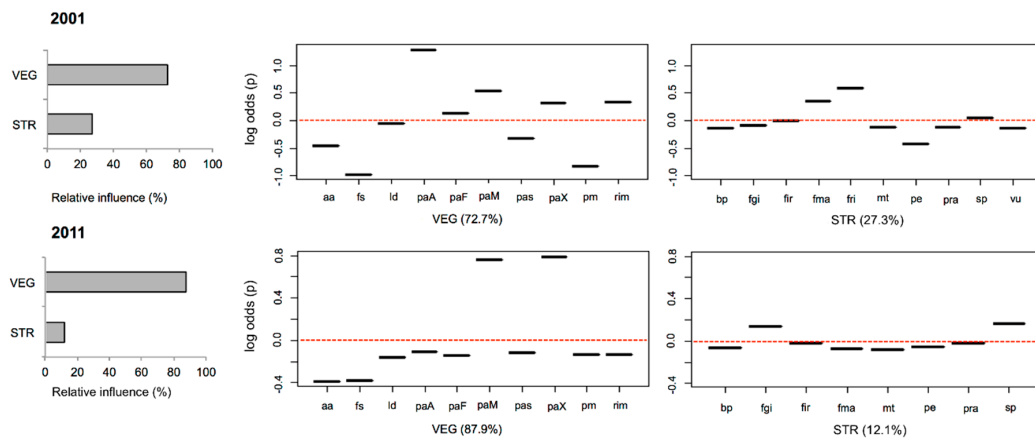 2001
VEG
STR
0 20 40 60 80 100
Relative influence (%)
log odds (p)
1.0
0.5
0.0
-0.5
-1.0
aa fs ld paA paF paM pas paX pm rim
VEG (72.7%)
1.0
0.5
0.0
-0.5
-1.0
bp fgi fir fma fri mt pe pra sp vu
STR (27.3%)
2011
VEG
STR
0 20 40 60 80 100
Relative influence (%)
log odds (p)
0.8
0.4
0.0
-0.4
aa fs ld paA paF paM pas paX pm rim
VEG (87.9%)
0.8
0.4
0.0
-0.4
bp fgi fir fma mt pe pra sp
STR (12.1%)